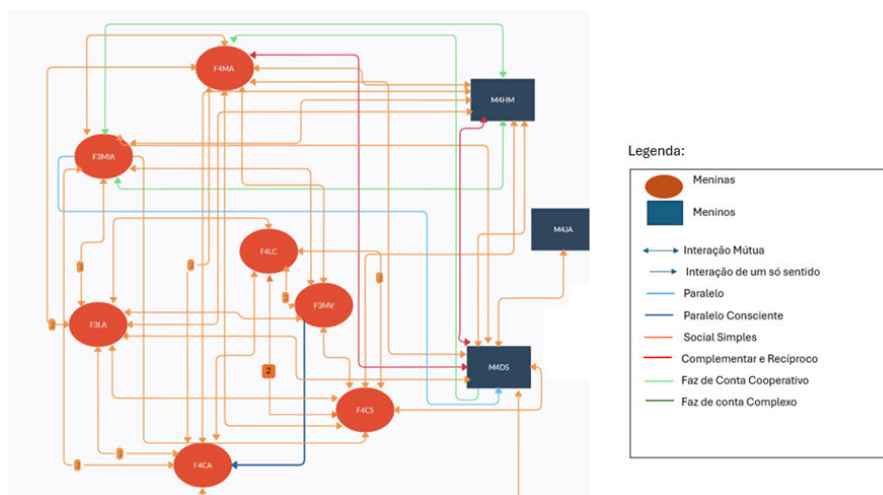 F4MA
M4HM
F3MIA
Legenda:
Meninas
Meninos
M4JA
F4LC
Interação Mútua
2
2
3
Interação de um só sentido
2
Paralelo
F3MV
Paralelo Consciente
F3LA
2
Social Simples
Complementar e Recíproco
M4DS
2
Faz de Conta Cooperativo
Faz de conta Complexo
F4CS
2
2
F4CA